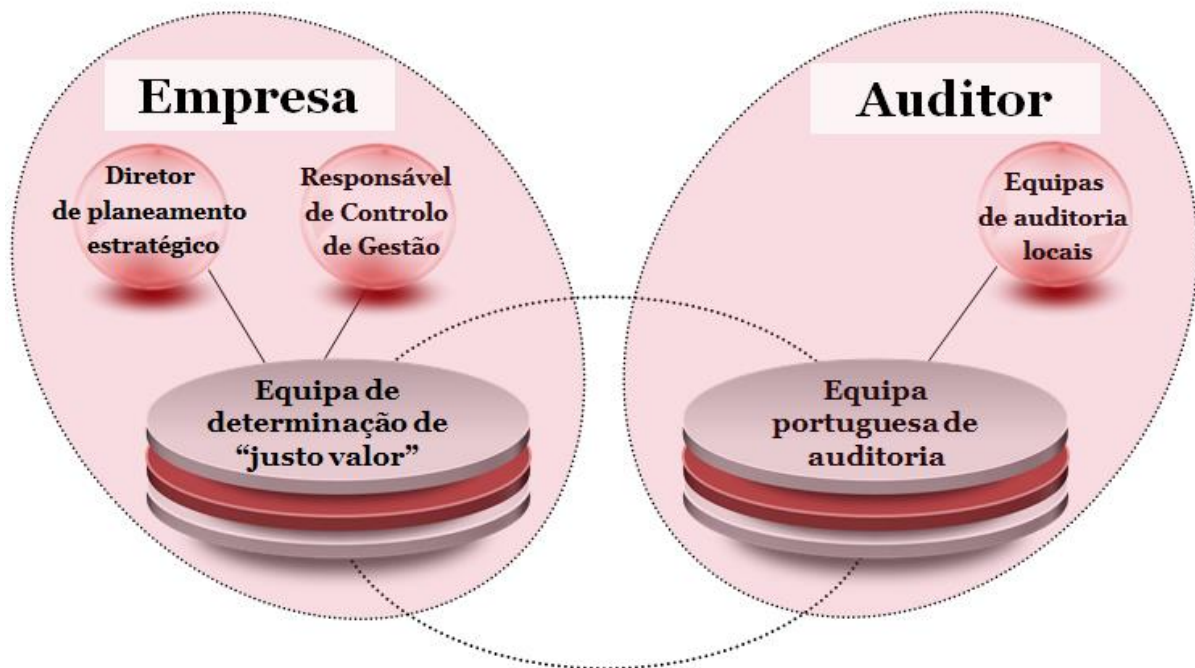 Empresa
Diretor
de planeamento
estratégico
Responsável
de Controlo
de Gestão
Equipa de
determinação de
“justo valor”
Auditor
Equipas
de auditoria
locais
Equipa
portuguesa de
auditoria